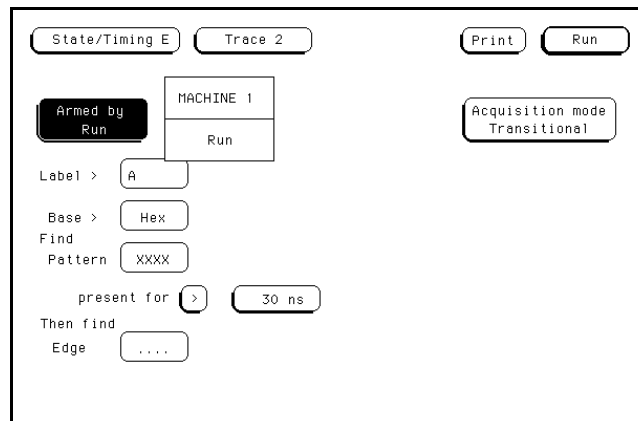 State/Timing E Trace 2 Print Run
MACHINE 1
Armed by
Run
Run
Acquisition mode
Transitional
Label > A
Base > Hex
Find
Pattern XXXX
present for > 30 ns
Then find
Edge ....